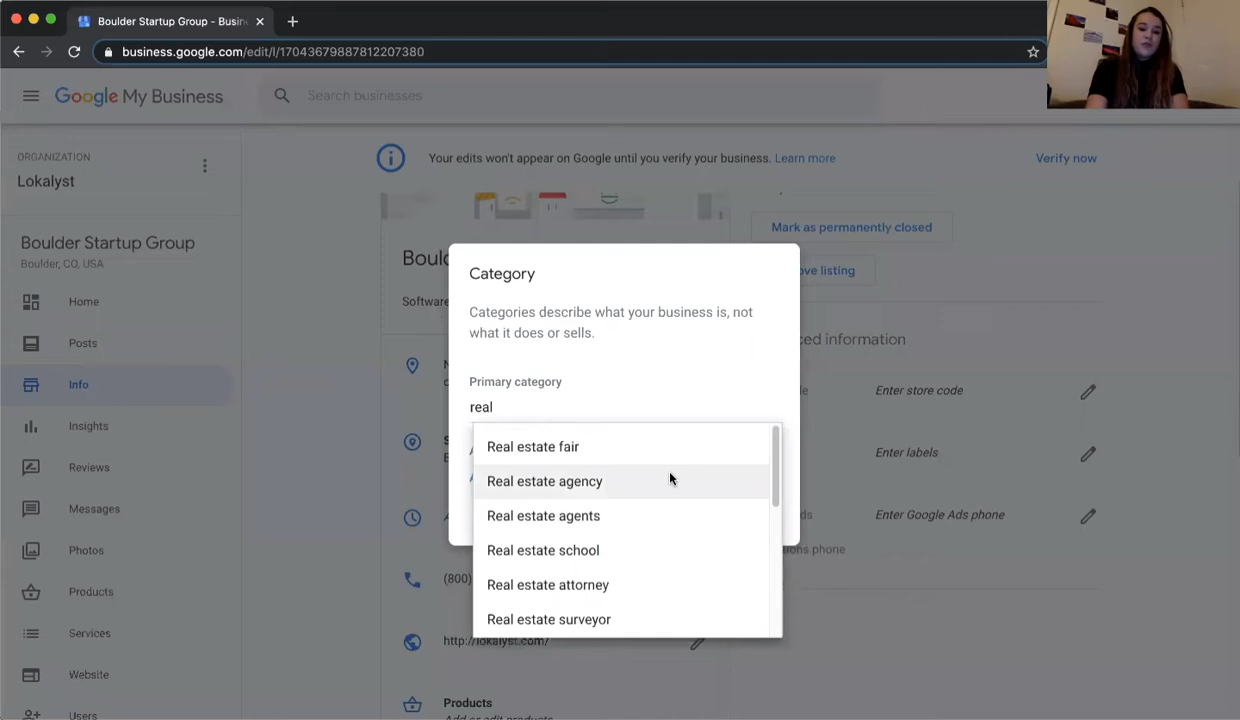 Boulder Startup Group - Busin
business.google.com/edit/l/17043679887812207380
Google My Business
Search businesses
ORGANIZATION
Lokalyst
Your edits won't appear on Google until you verify your business. Learn more
Verify now
Boulder Startup Group
Boulder, CO, USA
Home
Posts
Info
Insights
Reviews
Messages
Photos
Products
Services
Website
Users
Mark as permanently closed
Boul
Software
(800)
http://lokalyst.com/
Products
Add or edit products
Category
Categories describe what your business is, not
what it does or sells.
Primary category
real
Real estate fair
Real estate agency
Real estate agents
Real estate school
Real estate attorney
Real estate surveyor
ove listing
ced information
Enter store code
Enter labels
Enter Google Ads phone
ions phone